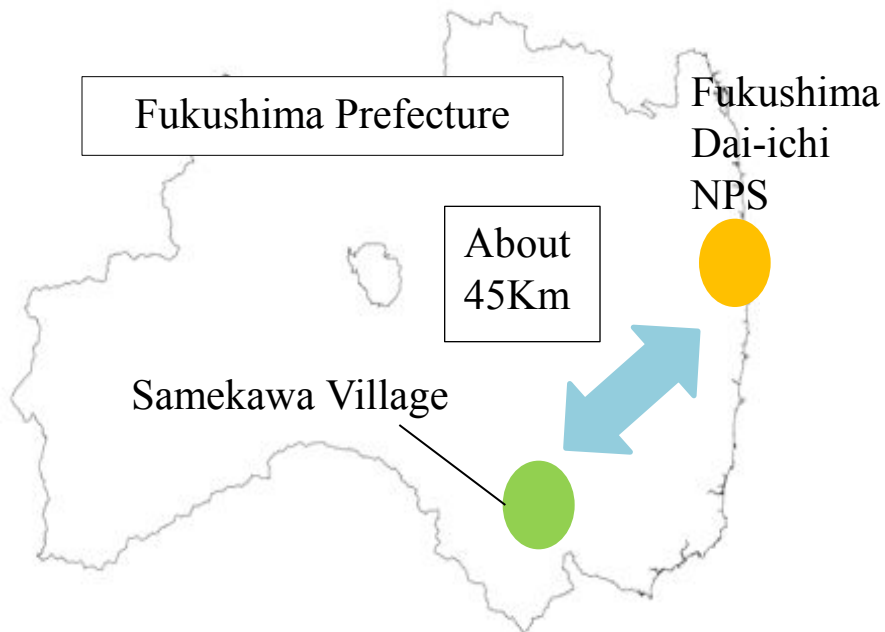 Fukushima Prefecture
Fukushima
Dai-ichi
NPS
About
45Km
Samekawa Village